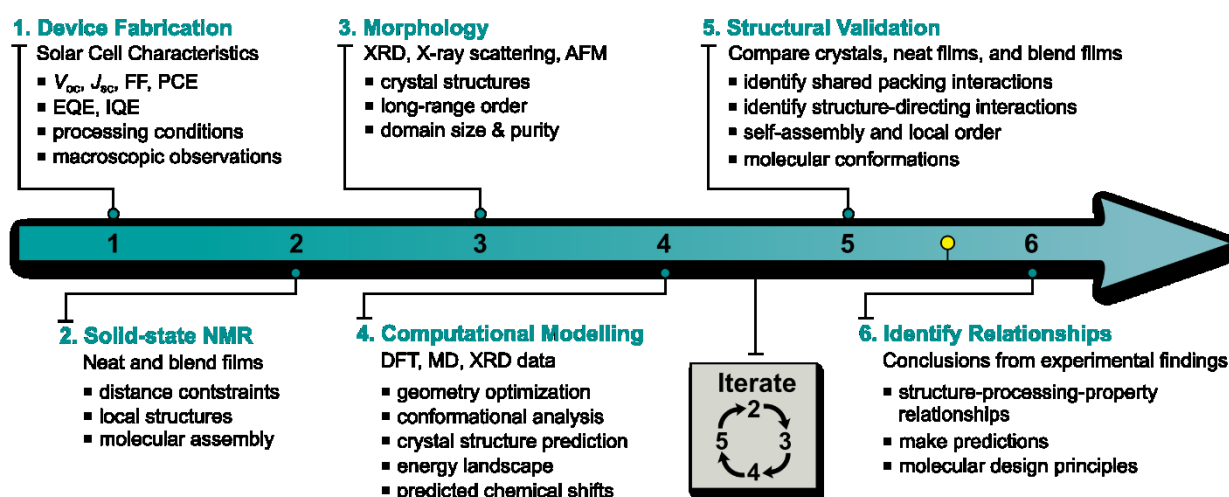 1. Device Fabrication
Solar Cell Characteristics
▪ Voc, Jsc, FF, PCE
▪ EQE, IQE
▪ processing conditions
▪ macroscopic observations
3. Morphology
XRD, X-ray scattering, AFM
▪ crystal structures
▪ long-range order
▪ domain size & purity
5. Structural Validation
Compare crystals, neat films, and blend films
▪ identify shared packing interactions
▪ identify structure-directing interactions
▪ self-assembly and local order
▪ molecular conformations
1 2 3 4 5 6
2. Solid-state NMR
Neat and blend films
▪ distance contstraints
▪ local structures
▪ molecular assembly
4. Computational Modelling
DFT, MD, XRD data
▪ geometry optimization
▪ conformational analysis
▪ crystal structure prediction
▪ energy landscape
▪ predicted chemical shifts
Iterate
2
5 3
4
6. Identify Relationships
Conclusions from experimental findings
▪ structure-processing-property
relationships
▪ make predictions
▪ molecular design principles